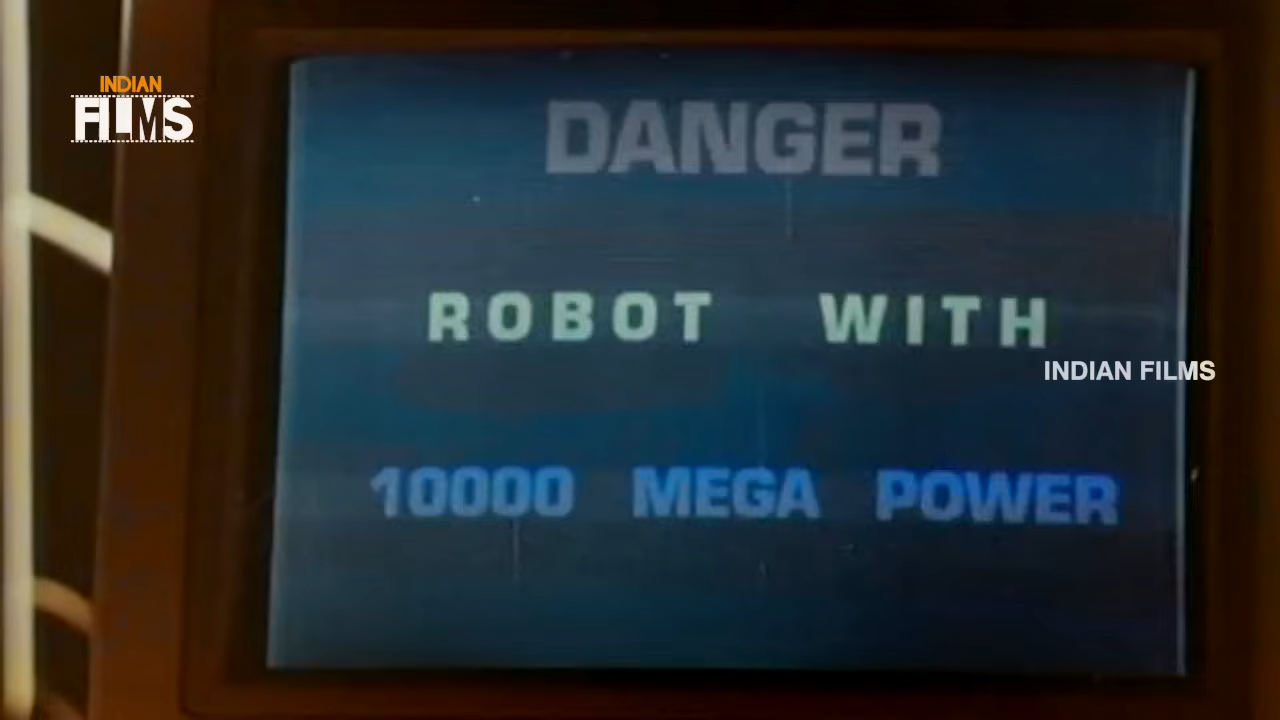 INDIAN
FILMS
DANGER
ROBOT WITH
INDIAN FILMS
10000 MEGA POWER